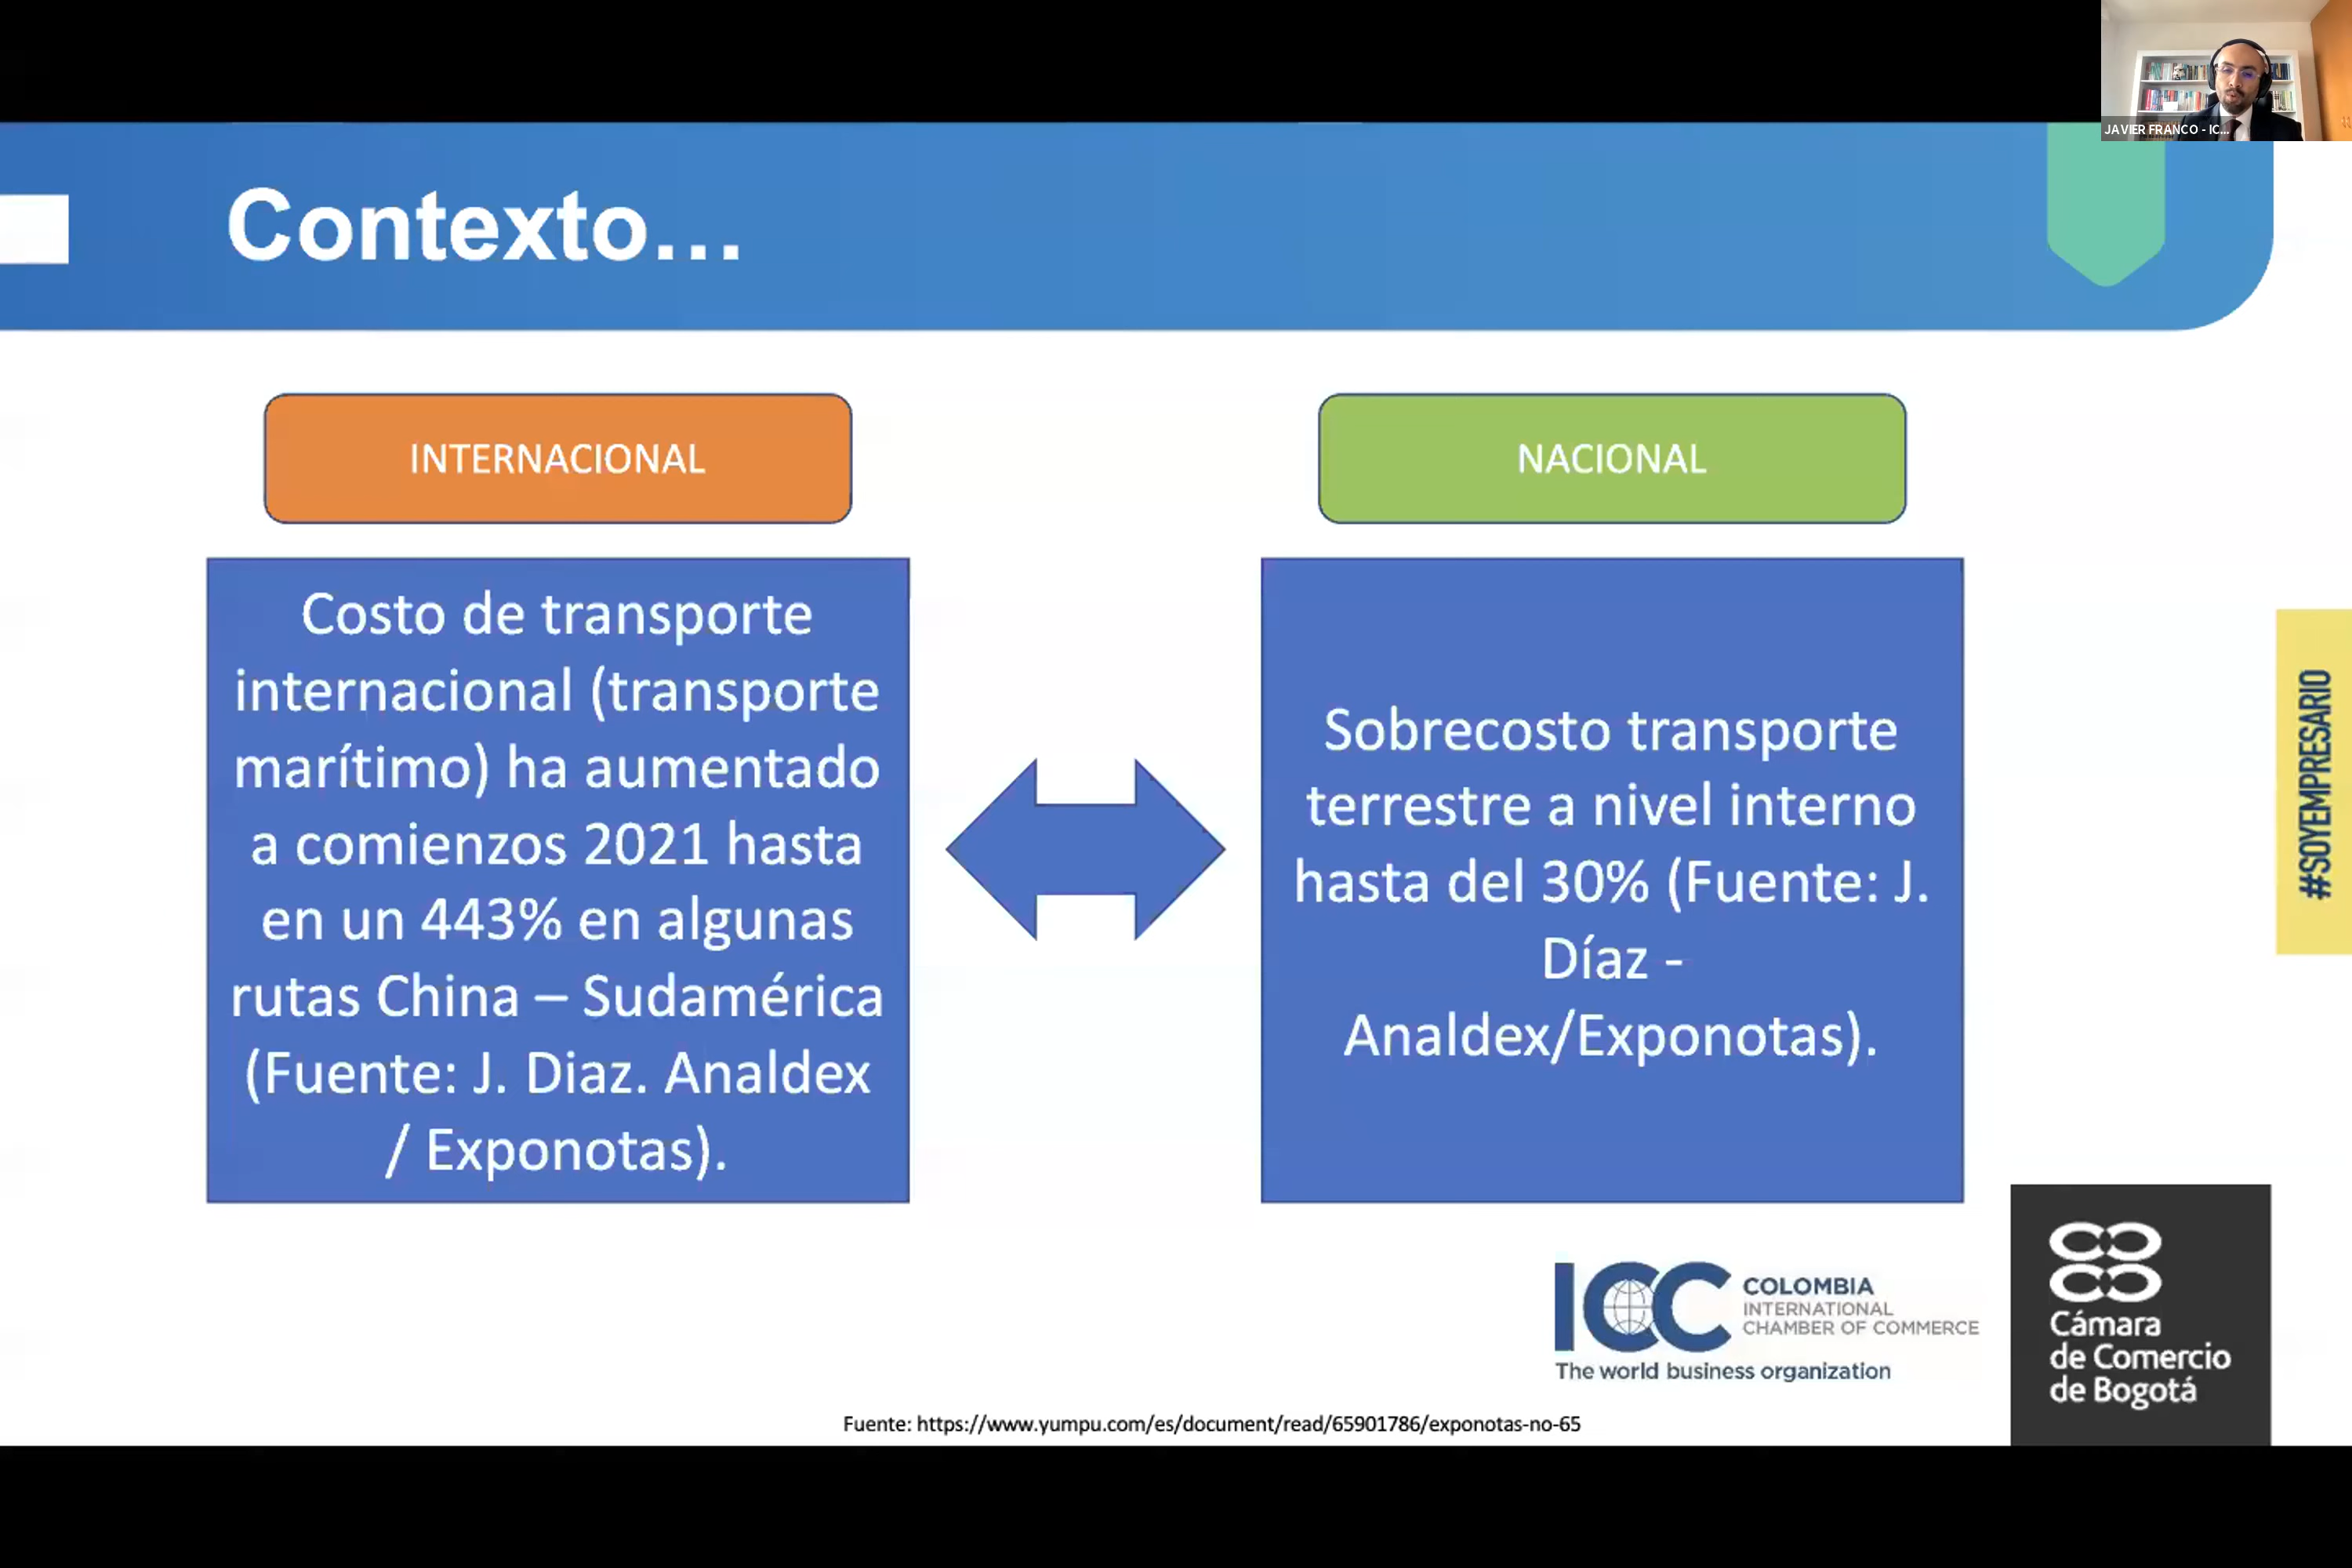 JAVIER FRANCO - IC...
Contexto...
INTERNACIONAL
NACIONAL
Costo de transporte
internacional (transporte
marítimo) ha aumentado
a comienzos 2021 hasta
en un 443% en algunas
rutas China – Sudamérica
(Fuente: J. Diaz. Analdex
/ Exponotas).
Sobrecosto transporte
terrestre a nivel interno
hasta del 30% (Fuente: J.
Díaz -
Analdex/Exponotas).
#SOYEMPRESARIO
ICC COLOMBIA
INTERNATIONAL
CHAMBER OF COMMERCE
The world business organization
Cámara
de Comercio
de Bogotá
Fuente: https://www.yumpu.com/es/document/read/65901786/exponotas-no-65